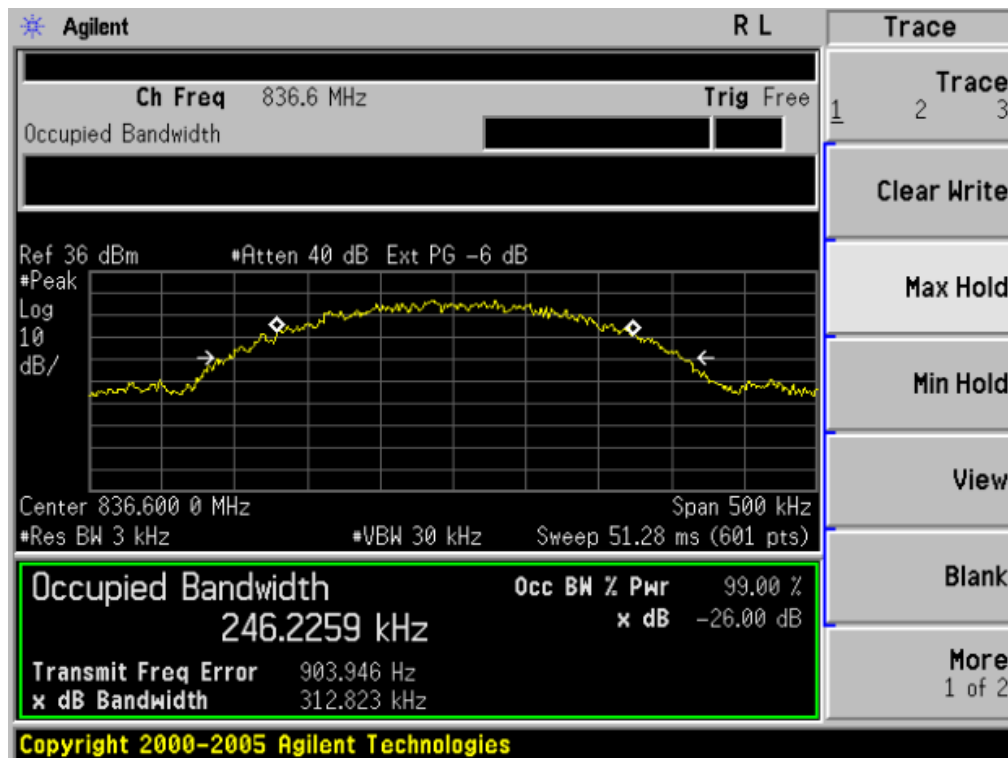 Agilent R L Trace
Ch Freq 836.6 MHz Trig Free
Occupied Bandwidth
Trace
1 2 3
Clear Write
Ref 36 dBm #Atten 40 dB Ext PG -6 dB
#Peak
Log
10
dB/
Max Hold
Min Hold
View
Center 836.600 0 MHz Span 500 kHz
#Res BW 3 kHz #VBW 30 kHz Sweep 51.28 ms (601 pts)
Blank
Occupied Bandwidth Occ BW % Pwr 99.00 %
246.2259 kHz x dB -26.00 dB
Transmit Freq Error 903.946 Hz
x dB Bandwidth 312.823 kHz
More
1 of 2
Copyright 2000-2005 Agilent Technologies